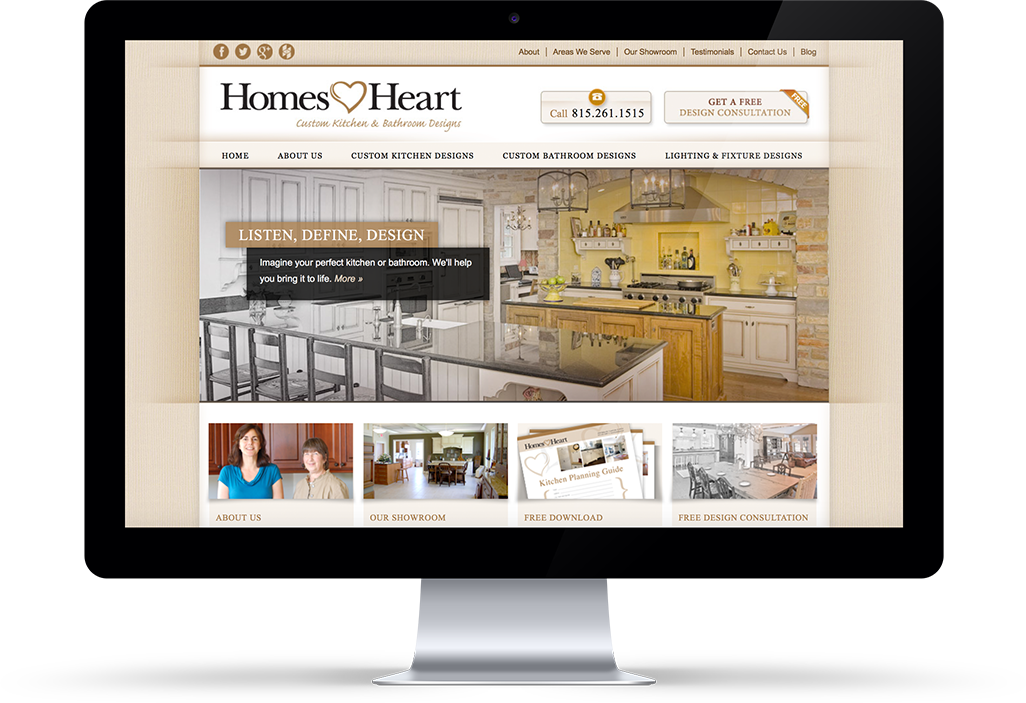 About | Areas We Serve | Our Showroom | Testimonials | Contact Us | Blog
Homes Heart
Custom Kitchen & Bathroom Designs
Call 815.261.1515
GET A FREE
DESIGN CONSULTATION
FREE
HOME ABOUT US CUSTOM KITCHEN DESIGNS CUSTOM BATHROOM DESIGNS LIGHTING & FIXTURE DESIGNS
LISTEN, DEFINE, DESIGN
Imagine your perfect kitchen or bathroom. We'll help
you bring it to life. More »
Homes Heart
Kitchen Planning Guide
ABOUT US
OUR SHOWROOM
FREE DOWNLOAD
FREE DESIGN CONSULTATION